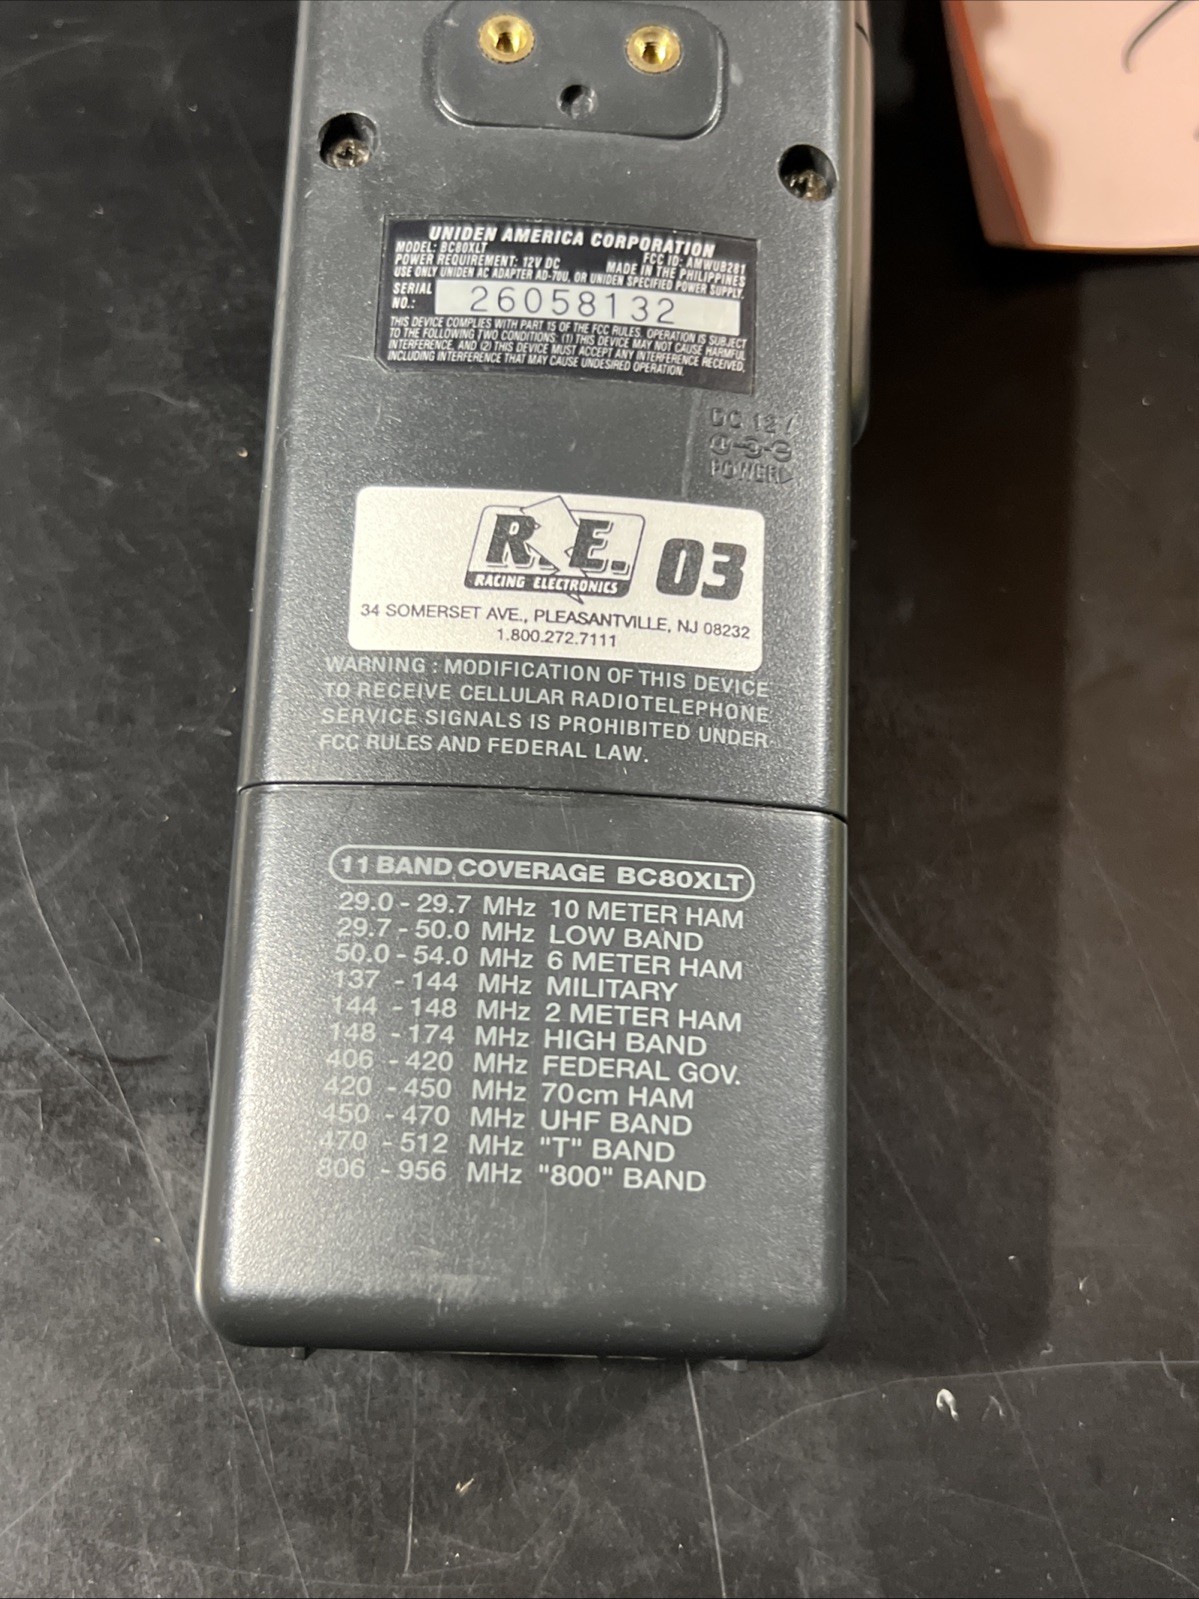 UNIDEN AMERICA CORPORATION
MODEL: BC80XLT FCC ID: AMWUB281
POWER REQUIREMENT: 12V DC MADE IN THE PHILIPPINES
USE ONLY UNIDEN AC ADAPTER AD-70U, OR UNIDEN SPECIFIED POWER SUPPLY.
SERIAL
NO.: 26058132
THIS DEVICE COMPLIES WITH PART 15 OF THE FCC RULES. OPERATION IS SUBJECT
TO THE FOLLOWING TWO CONDITIONS: (1) THIS DEVICE MAY NOT CAUSE HARMFUL
INTERFERENCE, AND (2) THIS DEVICE MUST ACCEPT ANY INTERFERENCE RECEIVED,
INCLUDING INTERFERENCE THAT MAY CAUSE UNDESIRED OPERATION.
DC 12V
POWER
R.E. 03
RACING ELECTRONICS
34 SOMERSET AVE., PLEASANTVILLE, NJ 08232
1.800.272.7111
WARNING : MODIFICATION OF THIS DEVICE
TO RECEIVE CELLULAR RADIOTELEPHONE
SERVICE SIGNALS IS PROHIBITED UNDER
FCC RULES AND FEDERAL LAW.
11 BAND COVERAGE BC80XLT
29.0 - 29.7 MHz 10 METER HAM
29.7 - 50.0 MHz LOW BAND
50.0 - 54.0 MHz 6 METER HAM
137 - 144 MHz MILITARY
144 - 148 MHz 2 METER HAM
148 - 174 MHz HIGH BAND
406 - 420 MHz FEDERAL GOV.
420 - 450 MHz 70cm HAM
450 - 470 MHz UHF BAND
470 - 512 MHz "T" BAND
806 - 956 MHz "800" BAND